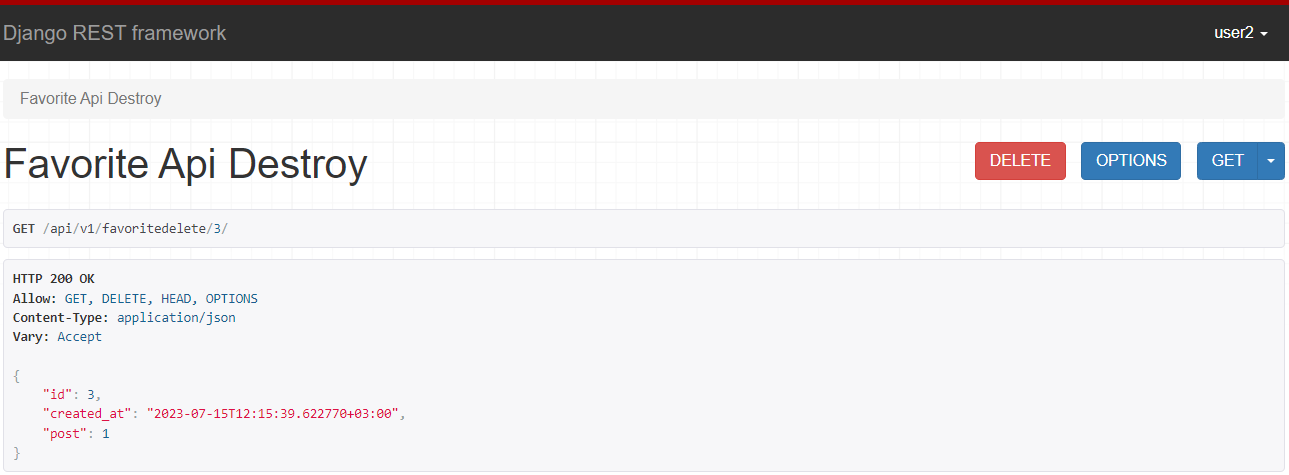 Django REST framework
user2
Favorite Api Destroy
Favorite Api Destroy
DELETE
OPTIONS
GET
GET /api/v1/favoritedelete/3/
HTTP 200 OK
Allow: GET, DELETE, HEAD, OPTIONS
Content-Type: application/json
Vary: Accept
{
    "id": 3,
    "created_at": "2023-07-15T12:15:39.622770+03:00",
    "post": 1
}